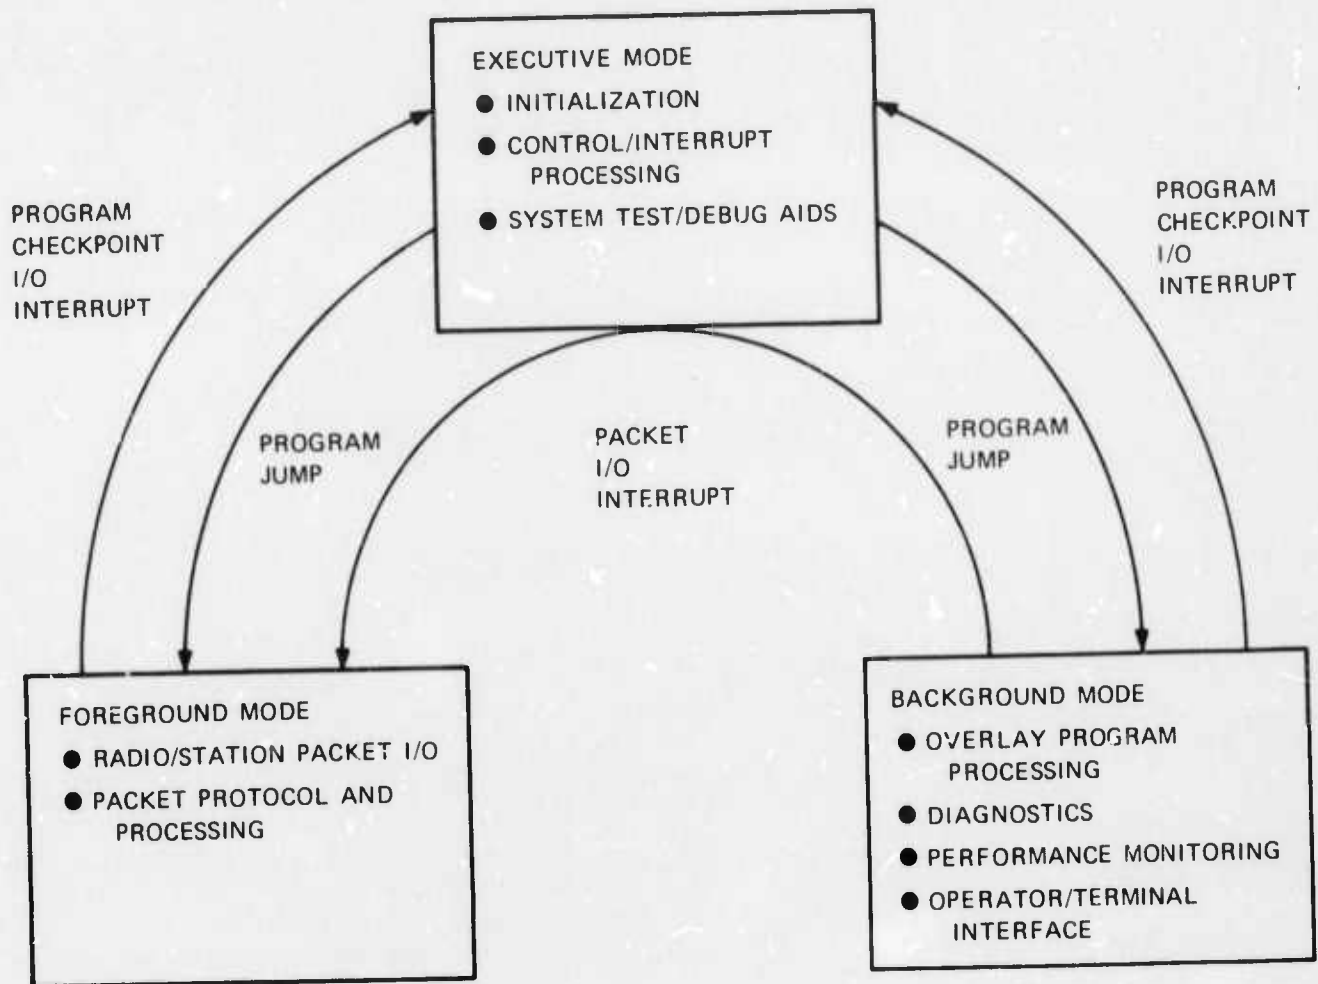 EXECUTIVE MODE
● INITIALIZATION
● CONTROL/INTERRUPT
PROCESSING
● SYSTEM TEST/DEBUG AIDS
PROGRAM
CHECKPOINT
I/O
INTERRUPT
PROGRAM
CHECKPOINT
I/O
INTERRUPT
PROGRAM
JUMP
PACKET
I/O
INTERRUPT
PROGRAM
JUMP
FOREGROUND MODE
● RADIO/STATION PACKET I/O
● PACKET PROTOCOL AND
PROCESSING
BACKGROUND MODE
● OVERLAY PROGRAM
PROCESSING
● DIAGNOSTICS
● PERFORMANCE MONITORING
● OPERATOR/TERMINAL
INTERFACE